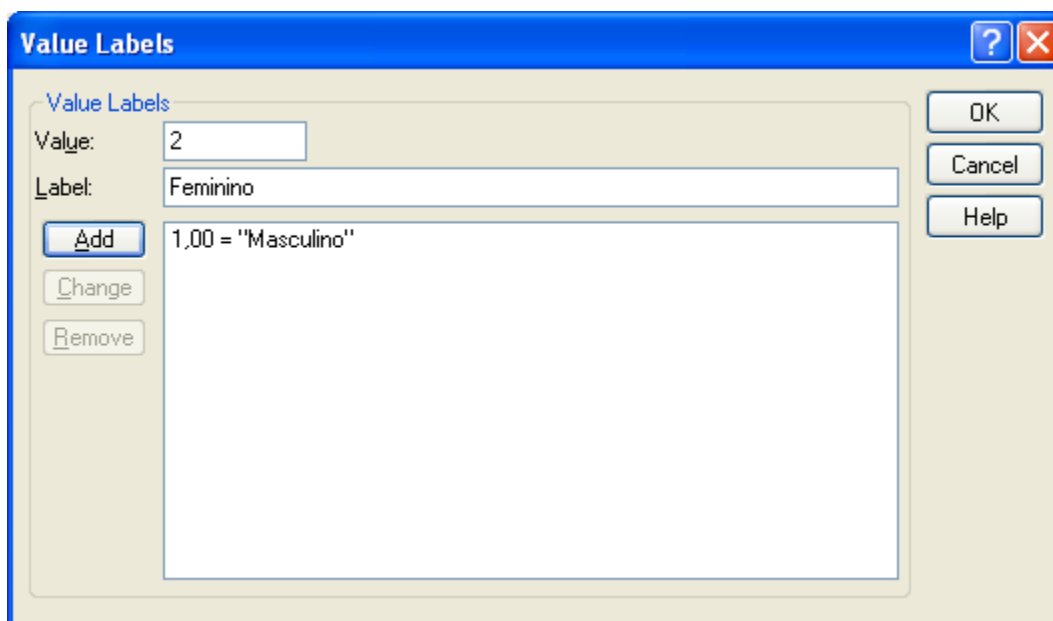 Value Labels
Value Labels
OK
Value: 2
Cancel
Label: Feminino
Help
Add
1,00 = "Masculino"
Change
Remove